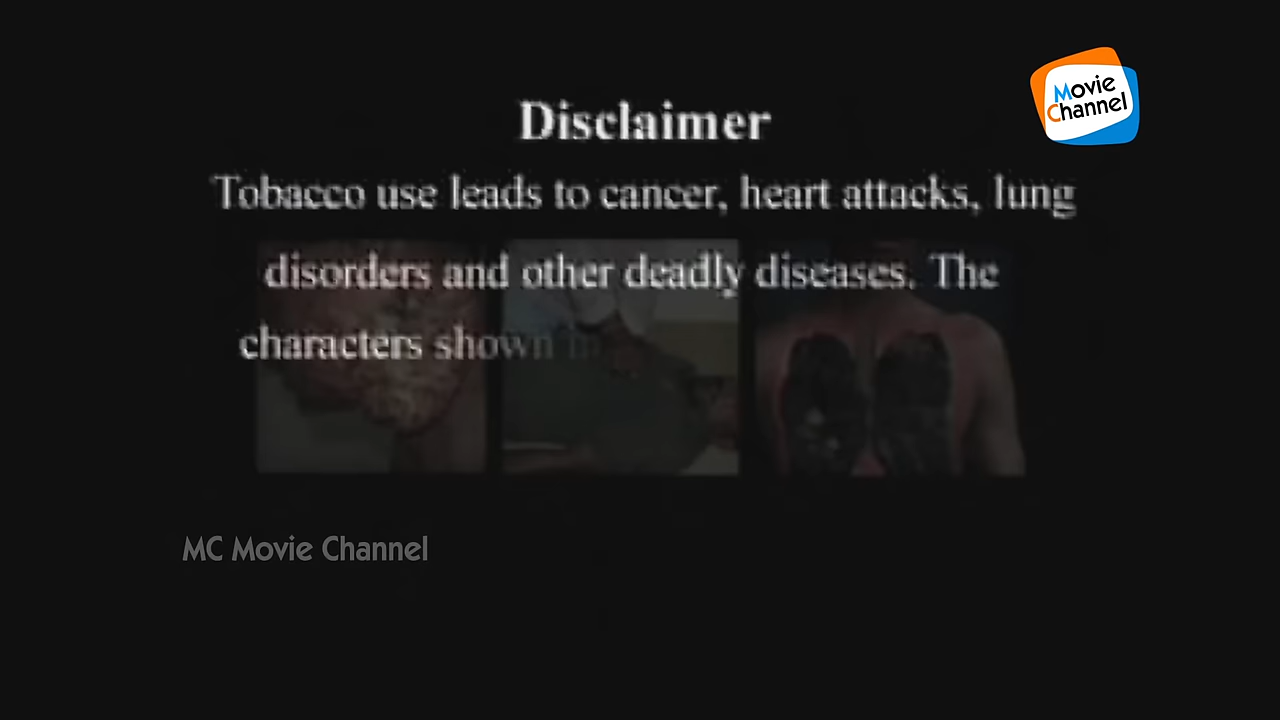 Movie
Channel
Disclaimer
Tobacco use leads to cancer, heart attacks, lung
disorders and other deadly diseases. The
characters shown
MC Movie Channel